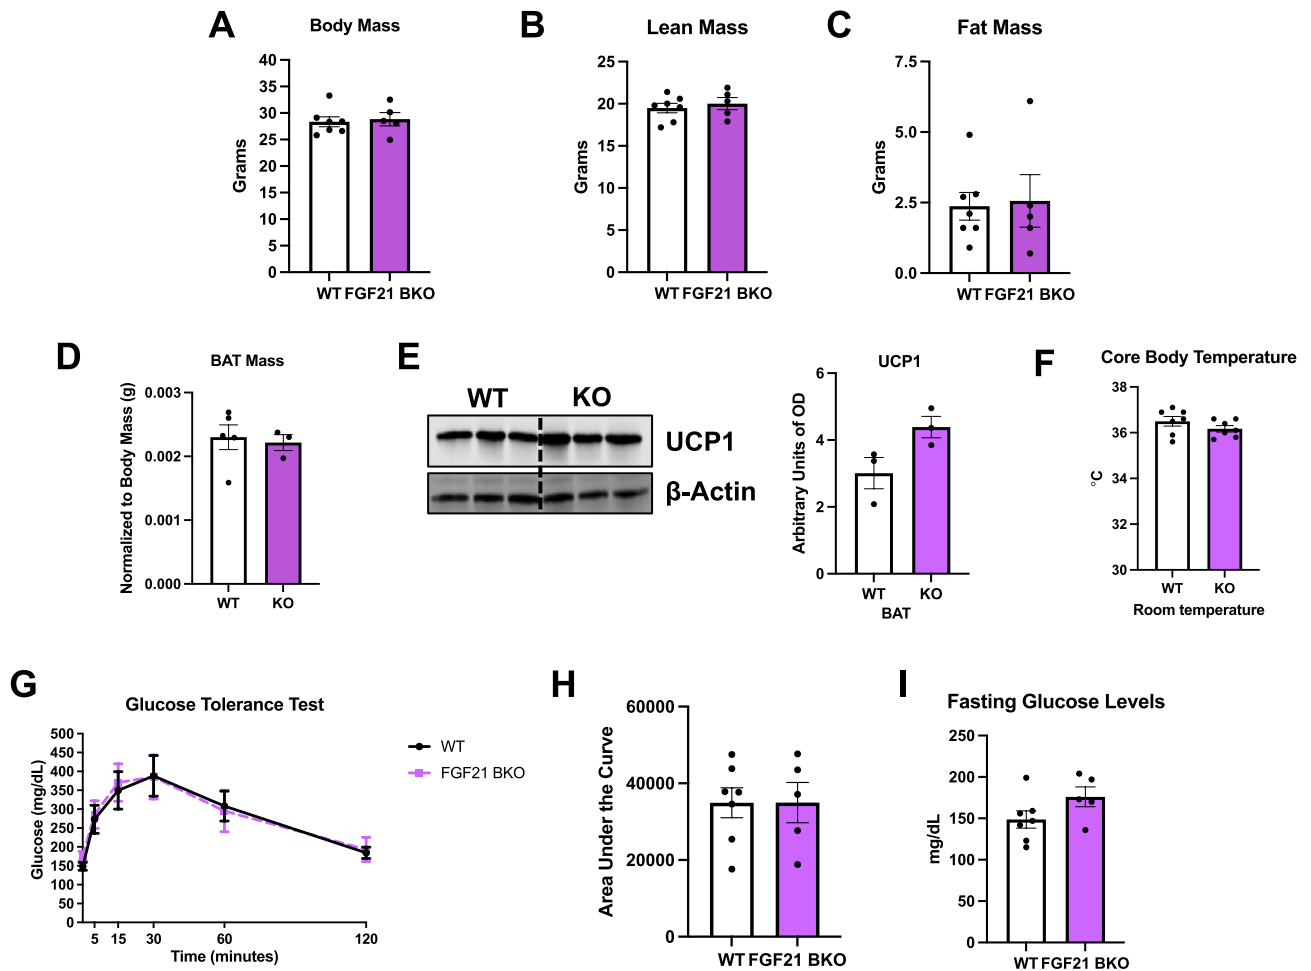 A
Body Mass
Grams
40
35
30
25
20
15
10
5
0
WT FGF21 BKO
B
Lean Mass
Grams
25
20
15
10
5
0
WT FGF21 BKO
C
Fat Mass
Grams
7.5
5.0
2.5
0.0
WT FGF21 BKO
D
BAT Mass
Normalized to Body Mass (g)
0.003
0.002
0.001
0.000
WT KO
E
WT KO
UCP1
β-Actin
UCP1
Arbitrary Units of OD
6
4
2
0
WT KO
BAT
F
Core Body Temperature
°C
38
36
34
32
30
WT KO
Room temperature
G
Glucose Tolerance Test
Glucose (mg/dL)
500
450
400
350
300
250
200
150
100
50
0
5 15 30 60 120
Time (minutes)
WT
FGF21 BKO
H
Area Under the Curve
60000
40000
20000
0
WT FGF21 BKO
I
Fasting Glucose Levels
mg/dL
250
200
150
100
50
0
WT FGF21 BKO